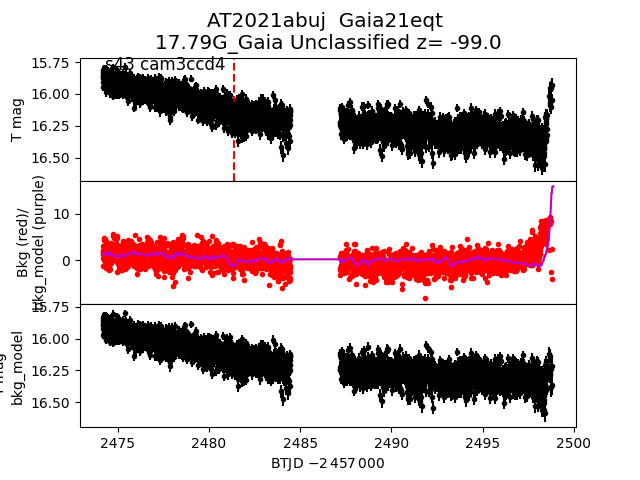 AT2021abuj  Gaia21eqt
17.79G_Gaia Unclassified z= -99.0
s43 cam3ccd4
15.75
16.00
16.25
16.50
T mag
10
0
Bkg (red)/
bkg_model (purple)
15.75
16.00
16.25
16.50
T mag
bkg_model
2475
2480
2485
2490
2495
2500
BTJD −2 457 000